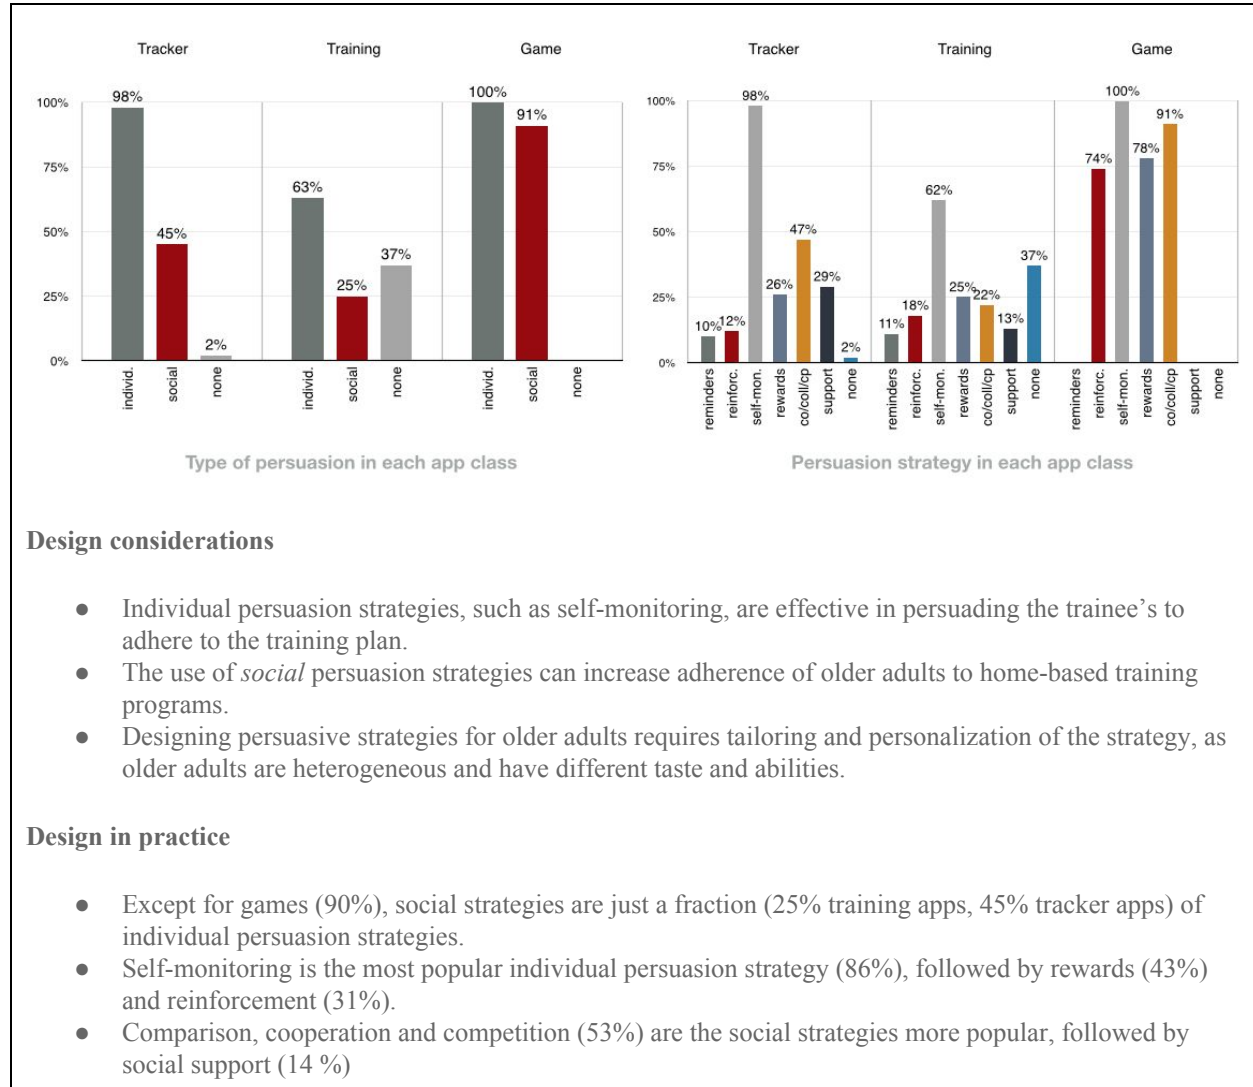 Tracker Training Game
100%
75%
50%
25%
0%
98%
45%
2%
63%
25%
37%
100%
91%
individ. social none individ. social none individ. social none
Type of persuasion in each app class
Tracker Training Game
100%
75%
50%
25%
0%
10%
12%
98%
26%
47%
29%
2%
11%
18%
62%
25%
22%
13%
37%
74%
100%
78%
91%
reminders reinforc. self-mon. rewards co/coll/cp support none reminders reinforc. self-mon. rewards co/coll/cp support none reminders reinforc. self-mon. rewards co/coll/cp support none
Persuasion strategy in each app class
Design considerations
● Individual persuasion strategies, such as self-monitoring, are effective in persuading the trainee’s to
adhere to the training plan.
● The use of social persuasion strategies can increase adherence of older adults to home-based training
programs.
● Designing persuasive strategies for older adults requires tailoring and personalization of the strategy, as
older adults are heterogeneous and have different taste and abilities.
Design in practice
● Except for games (90%), social strategies are just a fraction (25% training apps, 45% tracker apps) of
individual persuasion strategies.
● Self-monitoring is the most popular individual persuasion strategy (86%), followed by rewards (43%)
and reinforcement (31%).
● Comparison, cooperation and competition (53%) are the social strategies more popular, followed by
social support (14 %)